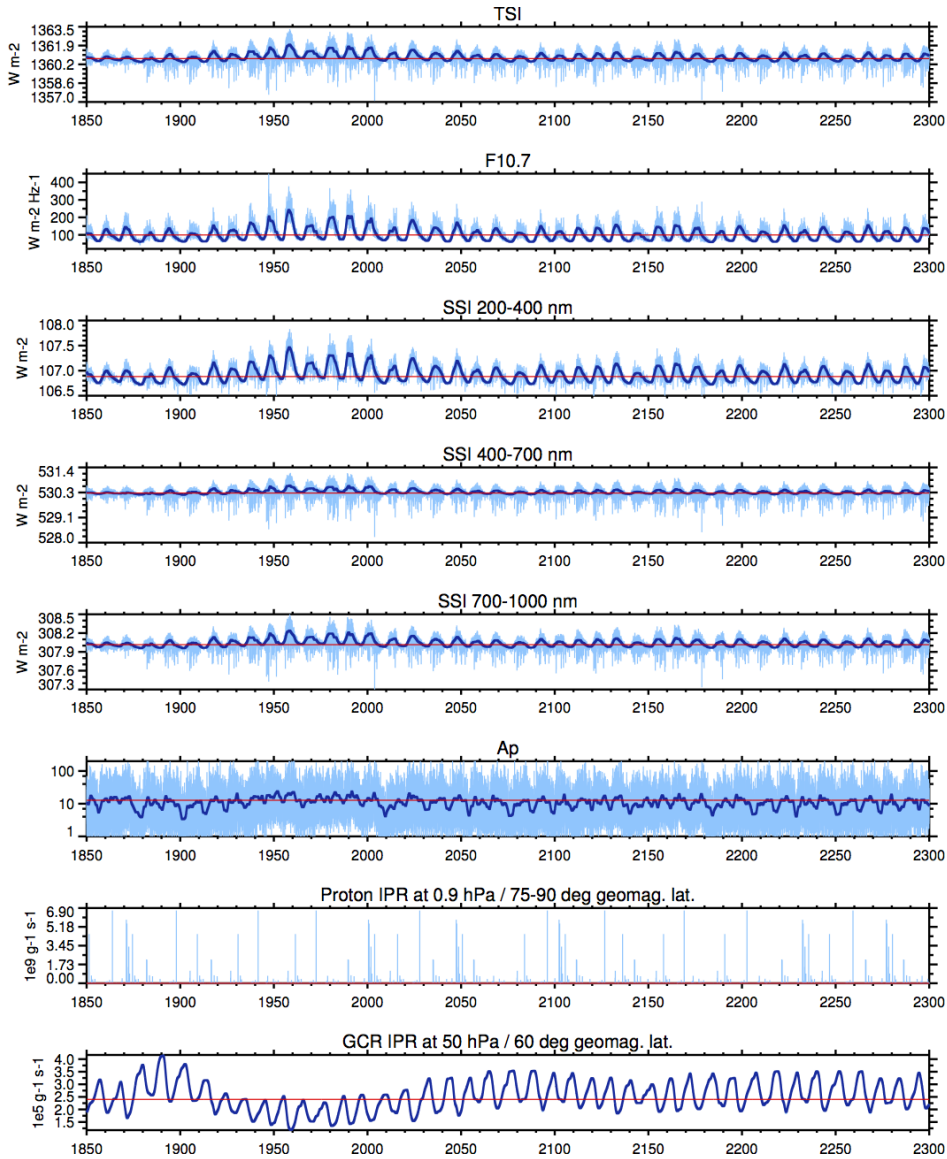 TSI
W m-2
1363.5
1361.9
1360.2
1358.6
1357.0
1850 1900 1950 2000 2050 2100 2150 2200 2250 2300
F10.7
W m-2 Hz-1
400
300
200
100
1850 1900 1950 2000 2050 2100 2150 2200 2250 2300
SSI 200-400 nm
W m-2
108.0
107.5
107.0
106.5
1850 1900 1950 2000 2050 2100 2150 2200 2250 2300
SSI 400-700 nm
W m-2
531.4
530.3
529.1
528.0
1850 1900 1950 2000 2050 2100 2150 2200 2250 2300
SSI 700-1000 nm
W m-2
308.5
308.2
307.9
307.6
307.3
1850 1900 1950 2000 2050 2100 2150 2200 2250 2300
Ap
100
10
1
1850 1900 1950 2000 2050 2100 2150 2200 2250 2300
Proton IPR at 0.9 hPa / 75-90 deg geomag. lat.
1e9 g-1 s-1
6.90
5.18
3.45
1.73
0.00
1850 1900 1950 2000 2050 2100 2150 2200 2250 2300
GCR IPR at 50 hPa / 60 deg geomag. lat.
1e5 g-1 s-1
4.0
3.5
3.0
2.5
2.0
1.5
1850 1900 1950 2000 2050 2100 2150 2200 2250 2300